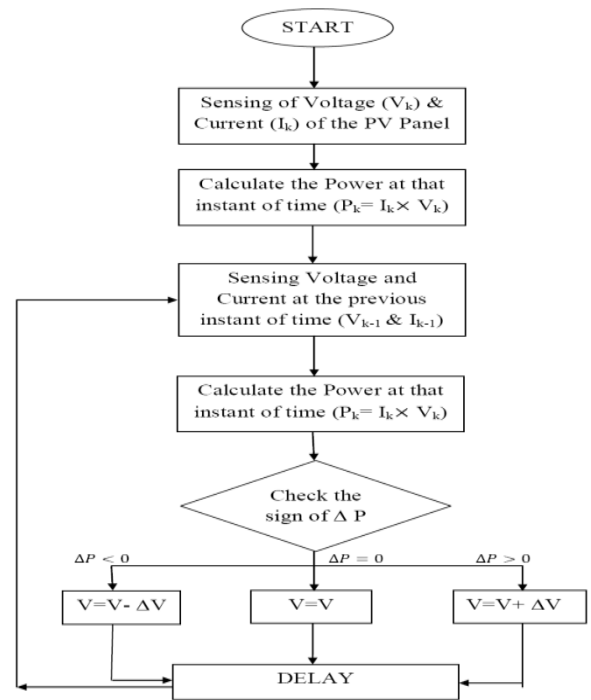 START
Sensing of Voltage (Vₖ) &
Current (Iₖ) of the PV Panel
Calculate the Power at that
instant of time (Pₖ= Iₖ× Vₖ)
Sensing Voltage and
Current at the previous
instant of time (Vₖ₋₁ & Iₖ₋₁)
Calculate the Power at that
instant of time (Pₖ= Iₖ× Vₖ)
Check the
sign of Δ P
ΔP < 0
ΔP = 0
ΔP > 0
V=V- ΔV
V=V
V=V+ ΔV
DELAY